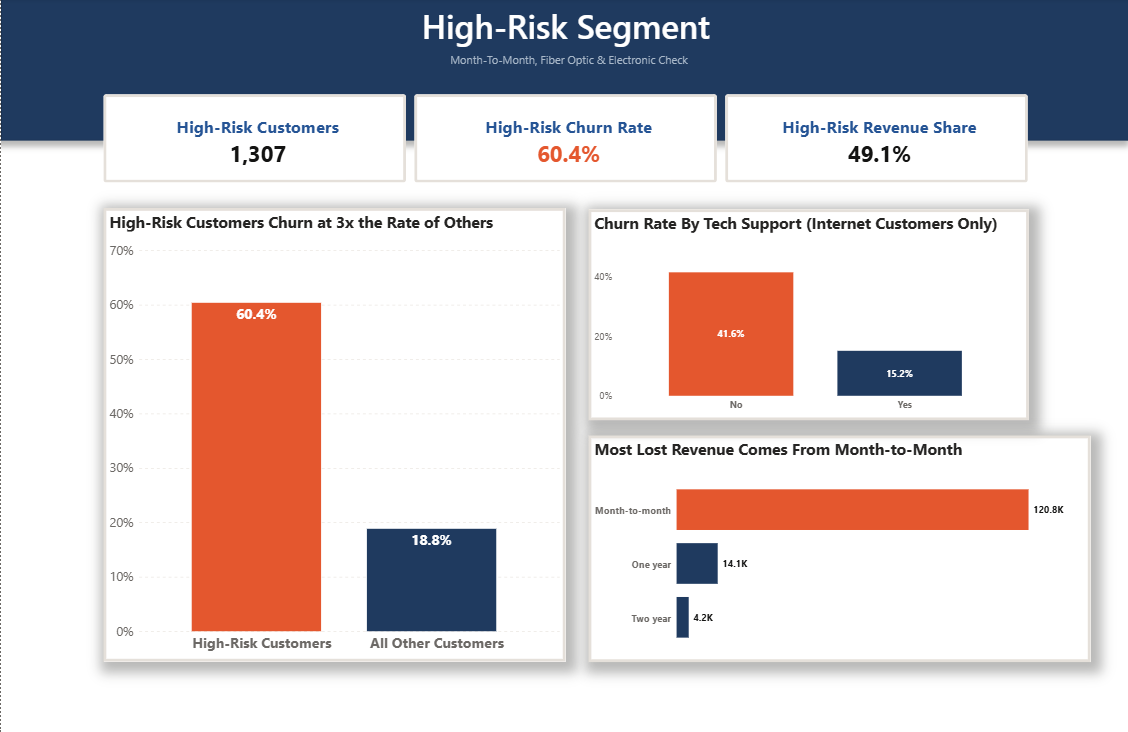 High-Risk Segment
Month-To-Month, Fiber Optic & Electronic Check
High-Risk Customers
1,307
High-Risk Churn Rate
60.4%
High-Risk Revenue Share
49.1%
High-Risk Customers Churn at 3x the Rate of Others
70%
60%
50%
40%
30%
20%
10%
0%
60.4%
18.8%
High-Risk Customers
All Other Customers
Churn Rate By Tech Support (Internet Customers Only)
40%
20%
0%
41.6%
15.2%
No
Yes
Most Lost Revenue Comes From Month-to-Month
Month-to-month 120.8K
One year 14.1K
Two year 4.2K